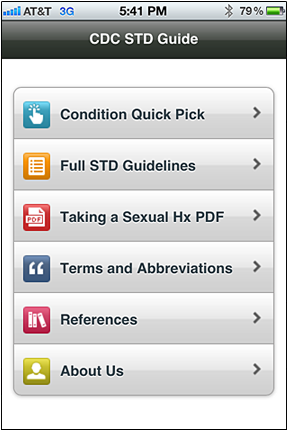 AT&T 3G 5:41 PM 79%
CDC STD Guide
Condition Quick Pick
Full STD Guidelines
PDF Taking a Sexual Hx PDF
Terms and Abbreviations
References
About Us